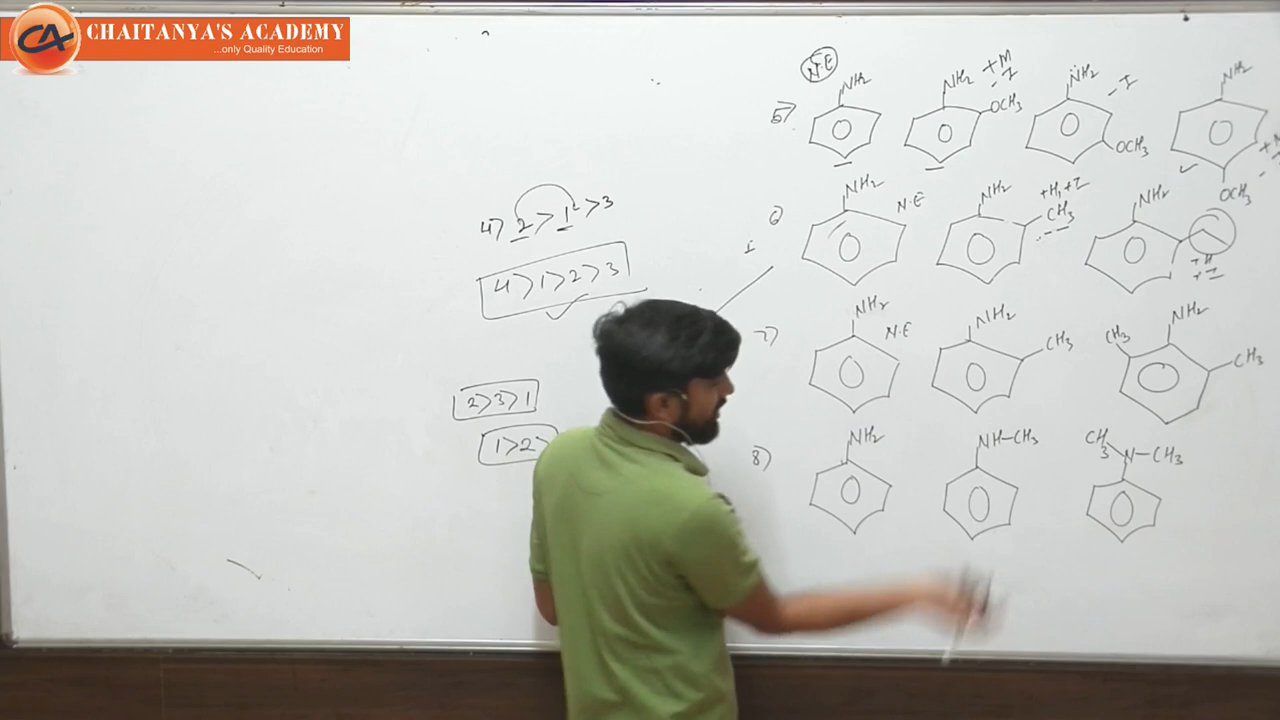 CHAITANYA'S ACADEMY
...only Quality Education
CA
N.E
5) NH2 NH2 +M -I OCH3 NH2 -I OCH3 NH2 OCH3
4> 2 > 1 > 3
4>1>2>3
6) NH2 N.E NH2 +H, +I CH3 NH2 +H +I
7) NH2 N.E NH2 CH3 CH3 NH2 CH3
2>3>1
1>2>
8) NH2 NH-CH3 CH3 N-CH3